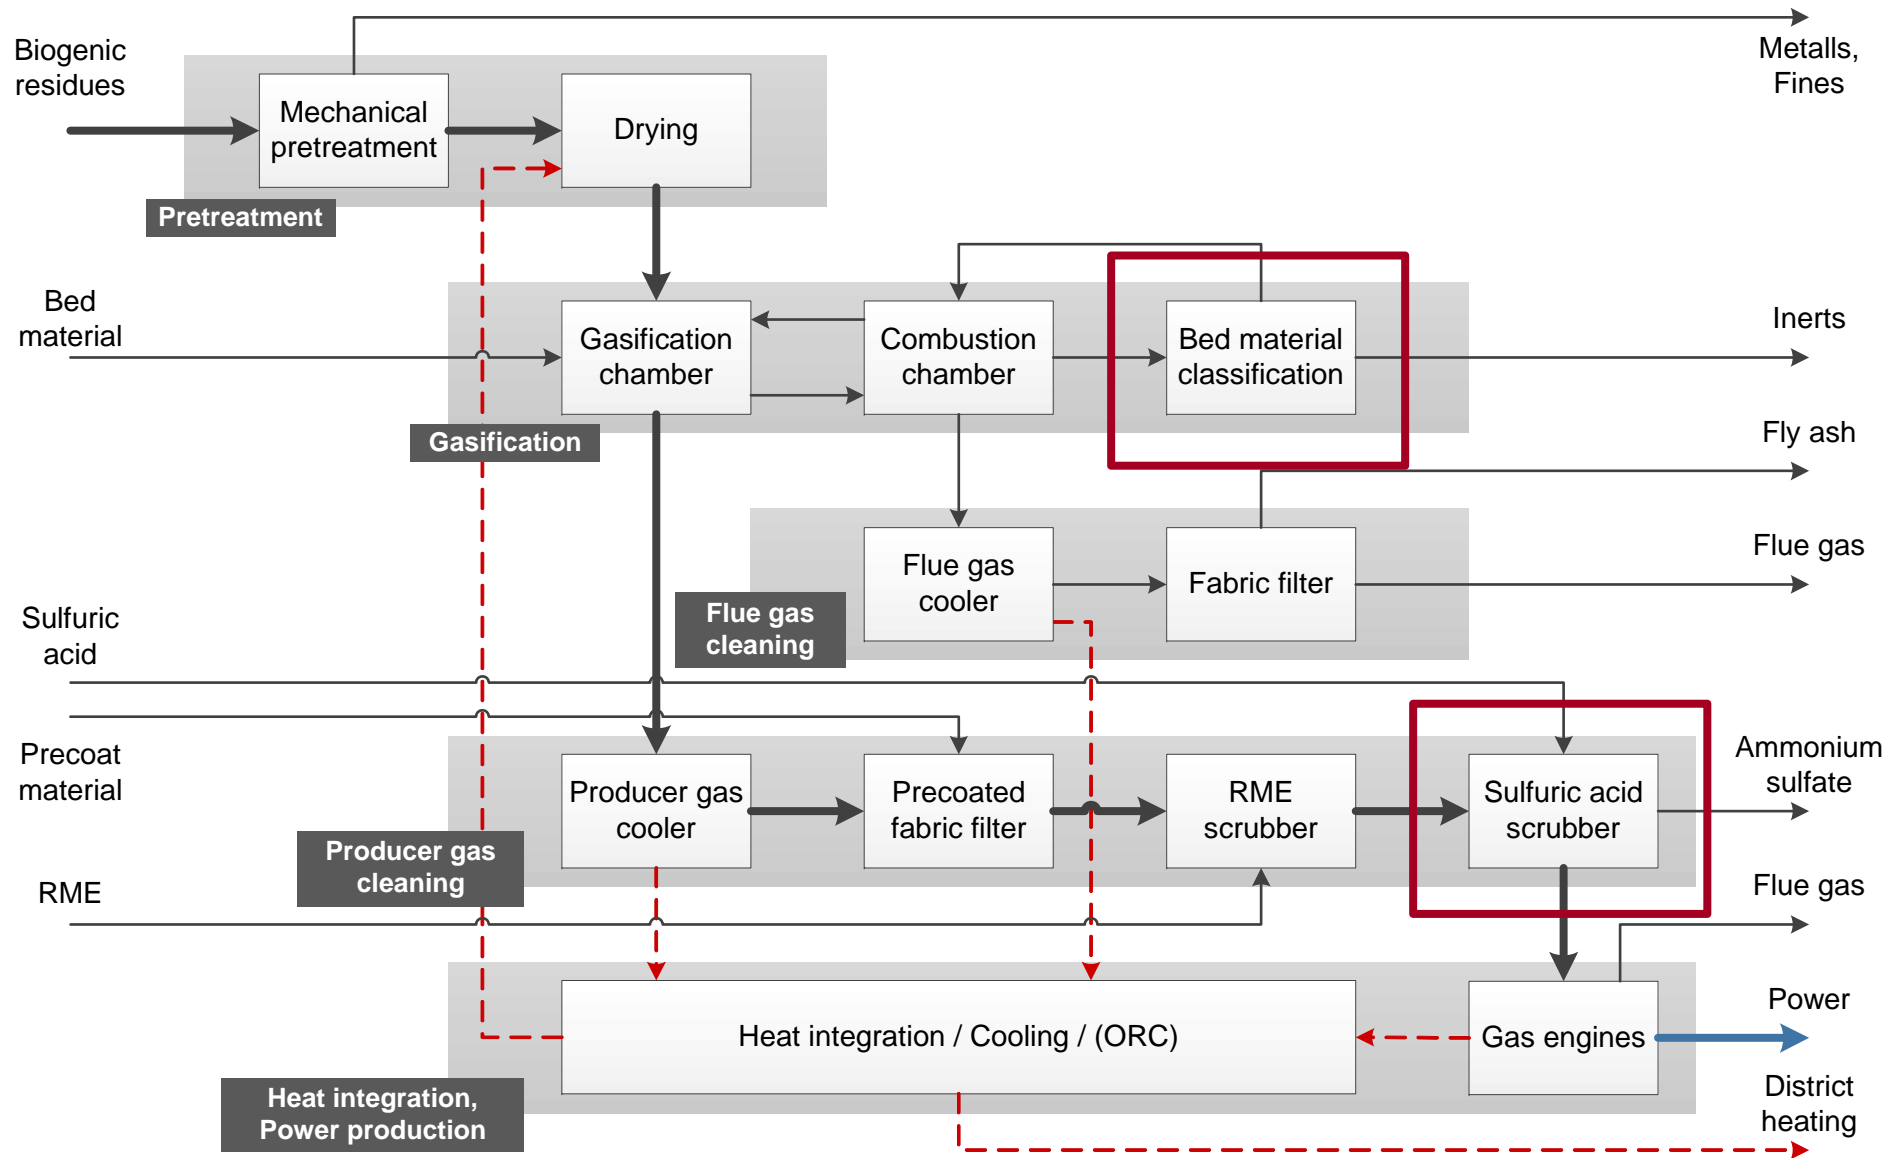 Biogenic
residues
Metalls,
Fines
Mechanical
pretreatment
Drying
Pretreatment
Bed
material
Gasification
chamber
Combustion
chamber
Bed material
classification
Inerts
Gasification
Fly ash
Flue gas
cooler
Fabric filter
Flue gas
Flue gas
cleaning
Sulfuric
acid
Precoat
material
Producer gas
cooler
Precoated
fabric filter
RME
scrubber
Sulfuric acid
scrubber
Ammonium
sulfate
Producer gas
cleaning
RME
Flue gas
Heat integration / Cooling / (ORC)
Gas engines
Power
Heat integration,
Power production
District
heating